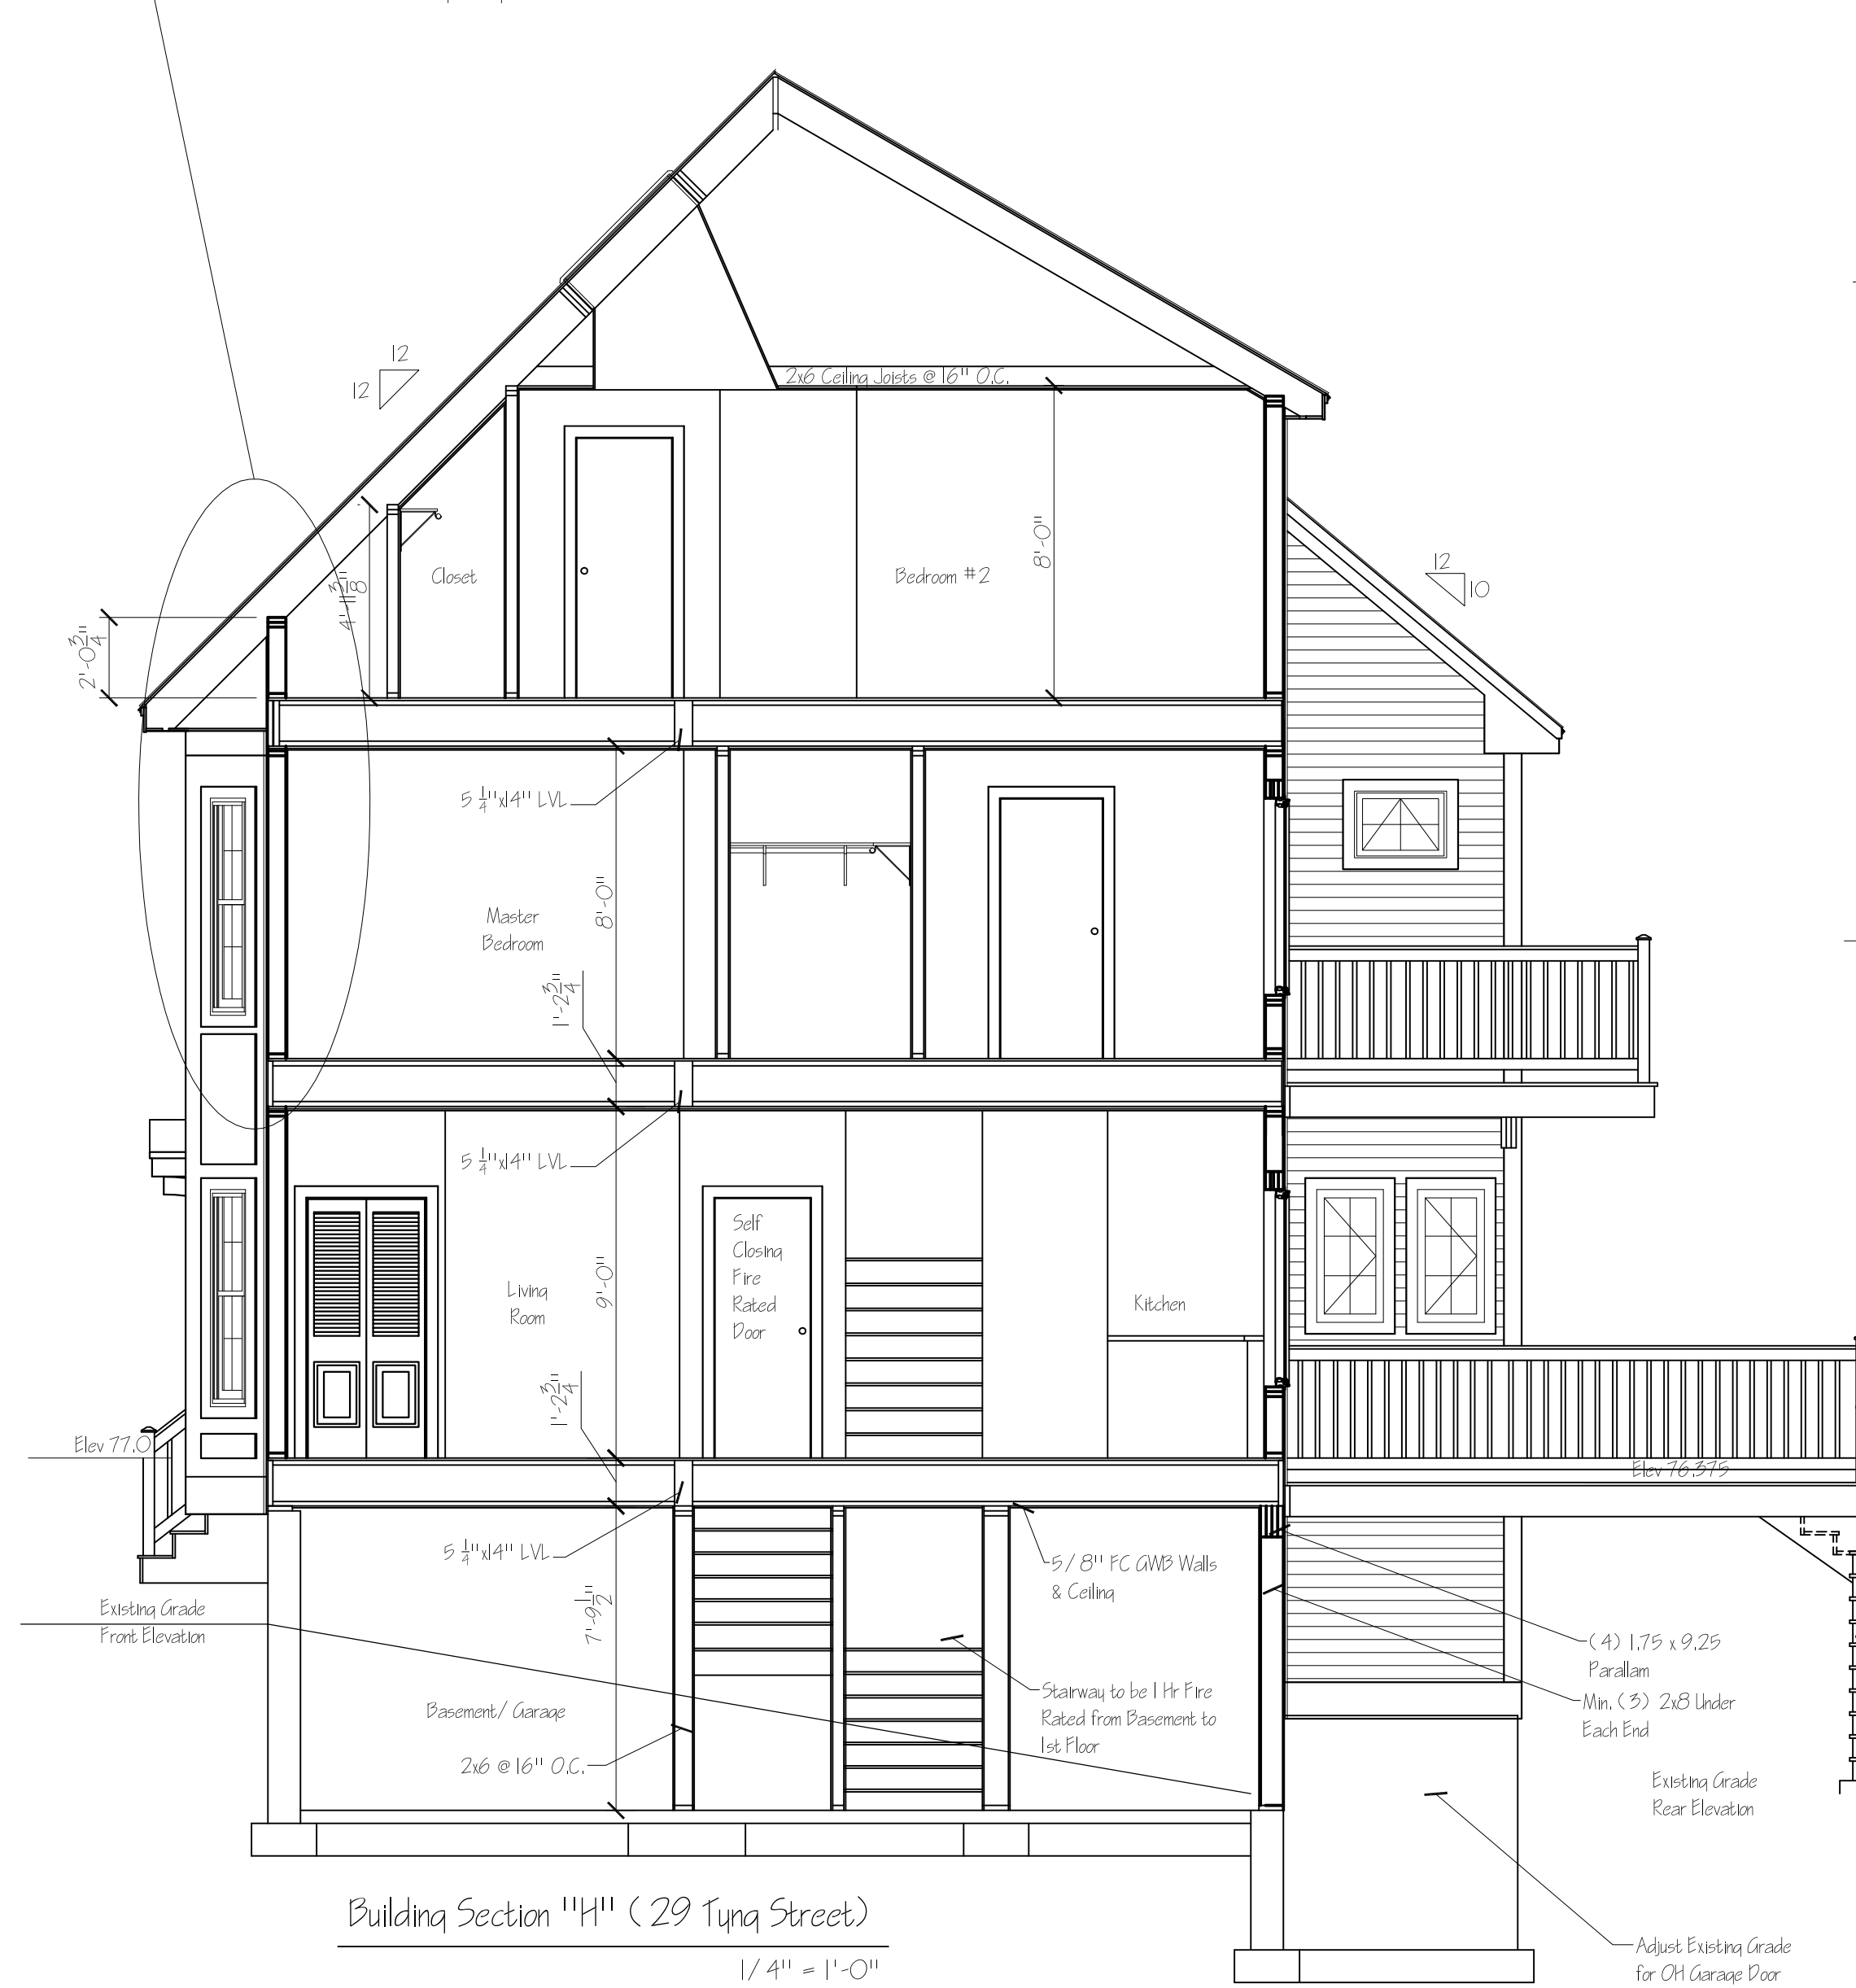 12
12
2x6 Ceiling Joists @ 16" O.C.
8'-0"
Closet
Bedroom #2
4'-11 3/8"
12
10
2'-0 3/4"
5 1/4"x14" LVL
8'-0"
Master
Bedroom
1'-2 3/4"
5 1/4"x14" LVL
Self
Closing
Fire
Rated
Door
9'-0"
Living
Room
Kitchen
1'-2 3/4"
Elev 77.0
Elev 76.375
5 1/4"x14" LVL
5/8" FC GWB Walls
& Ceiling
7'-9 1/2"
Existing Grade
Front Elevation
(4) 1.75 x 9.25
Parallam
Stairway to be 1 Hr Fire
Rated from Basement to
1st Floor
Min. (3) 2x8 Under
Each End
Basement/ Garage
2x6 @ 16" O.C.
Existing Grade
Rear Elevation
Building Section "H" (29 Tyng Street)
1/4" = 1'-0"
Adjust Existing Grade
for OH Garage Door